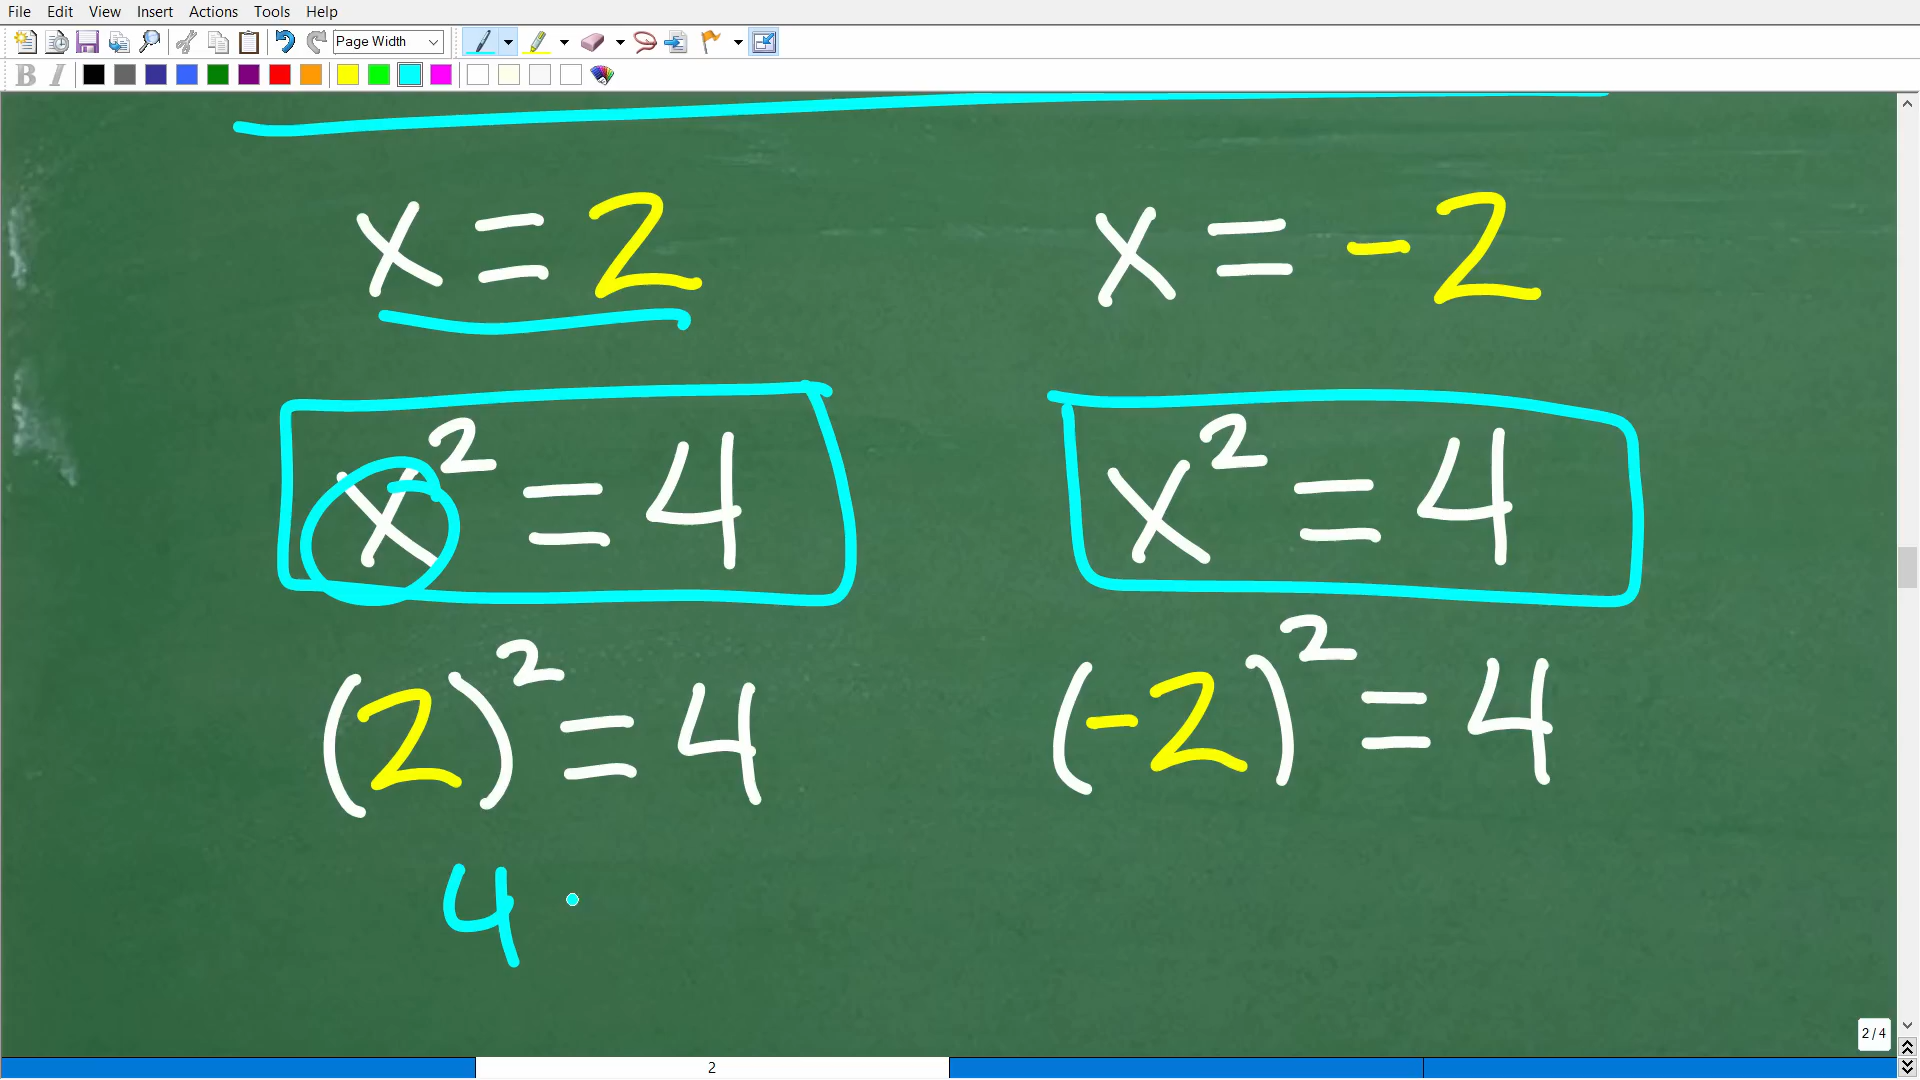 File Edit View Insert Actions Tools Help
Page Width
B I
x = 2
x = -2
x² = 4
x² = 4
(2)² = 4
(-2)² = 4
4
2 / 4
2